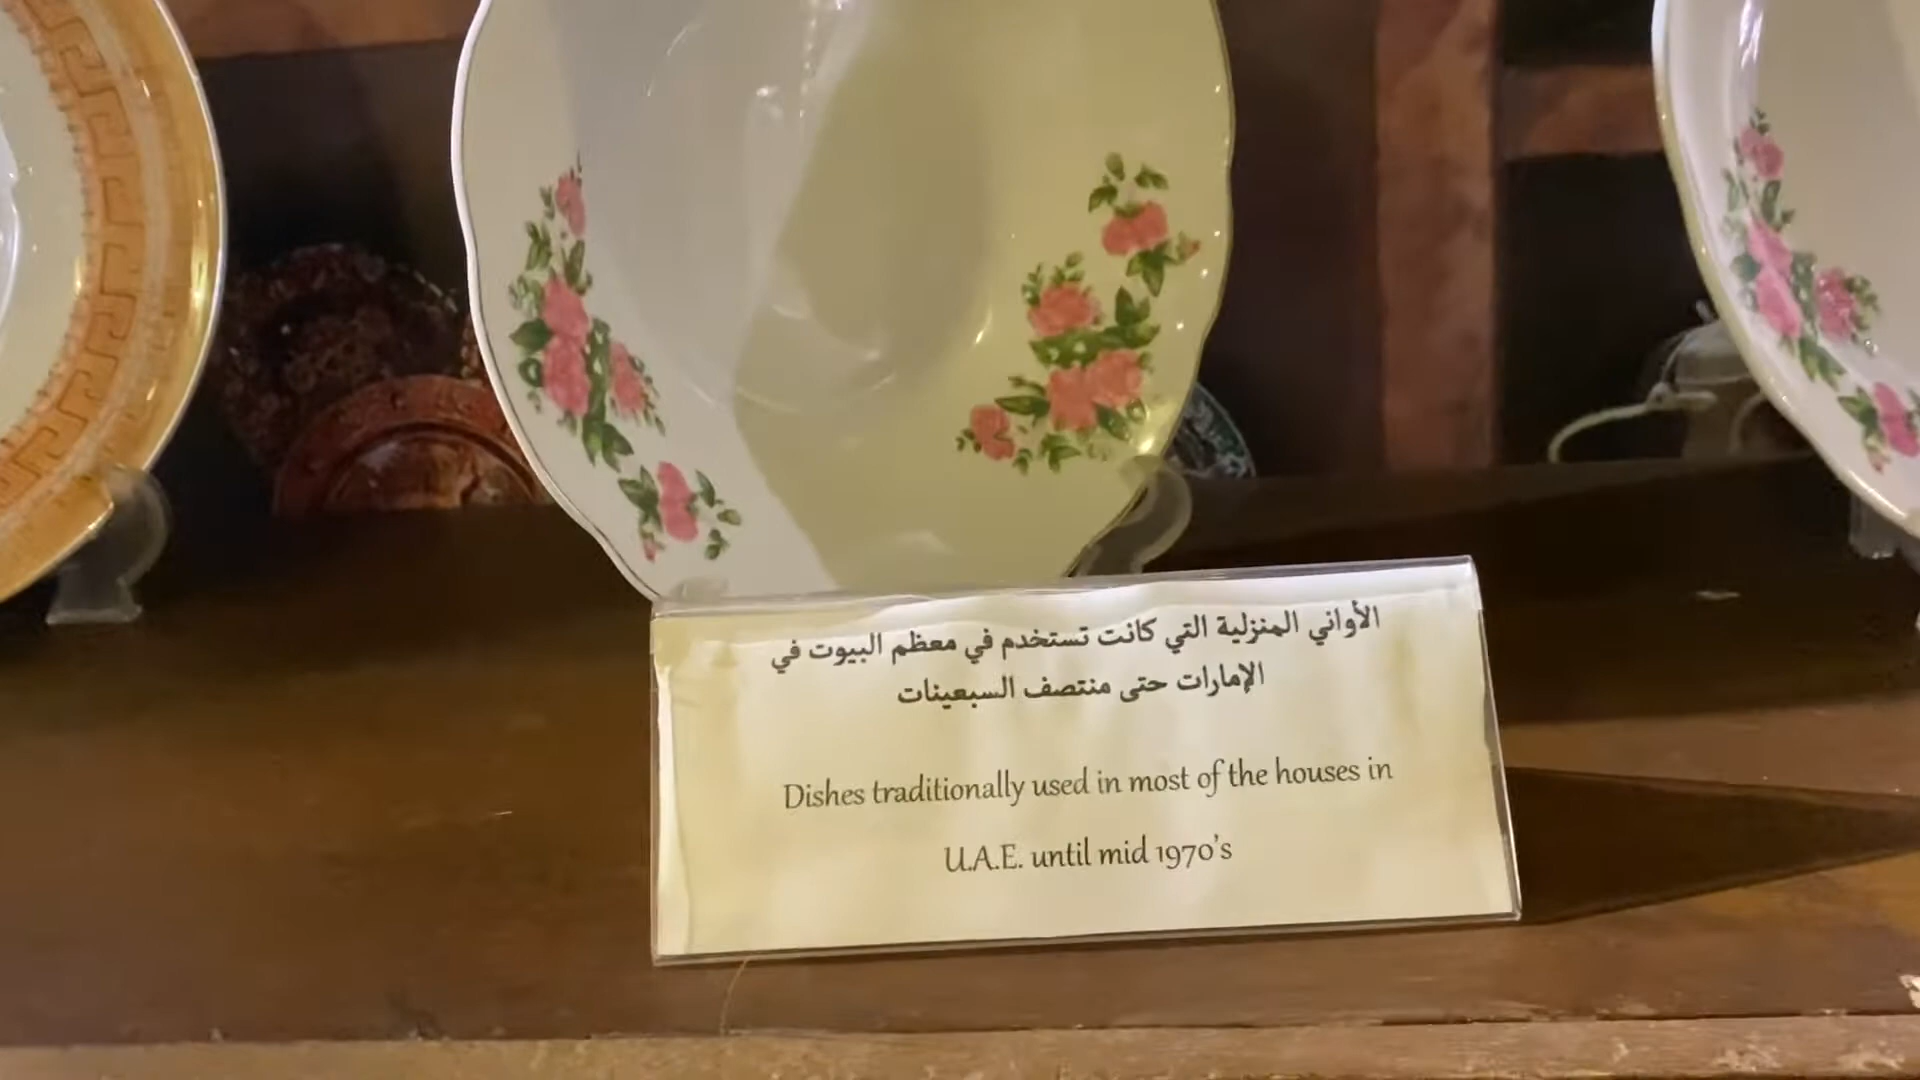 الأواني المنزلية التي كانت تستخدم في معظم البيوت في
الإمارات حتى منتصف السبعينات
Dishes traditionally used in most of the houses in
U.A.E. until mid 1970's